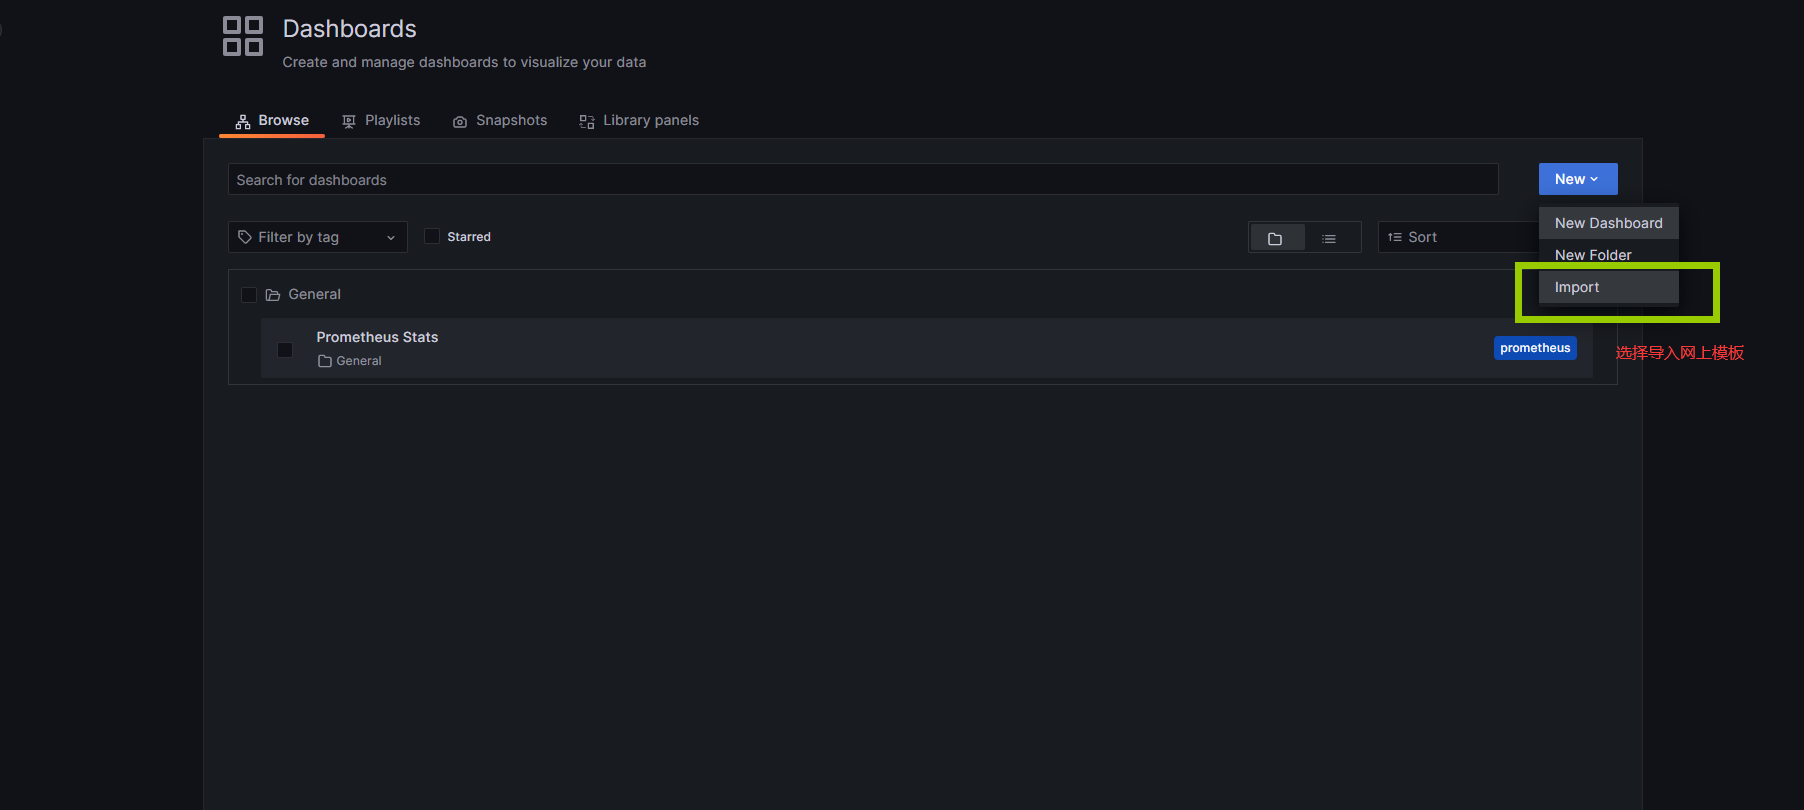 Dashboards
Create and manage dashboards to visualize your data
Browse Playlists Snapshots Library panels
Search for dashboards
New
Filter by tag
Starred
Sort
New Dashboard
New Folder
Import
General
Prometheus Stats
General
prometheus
选择导入网上模板